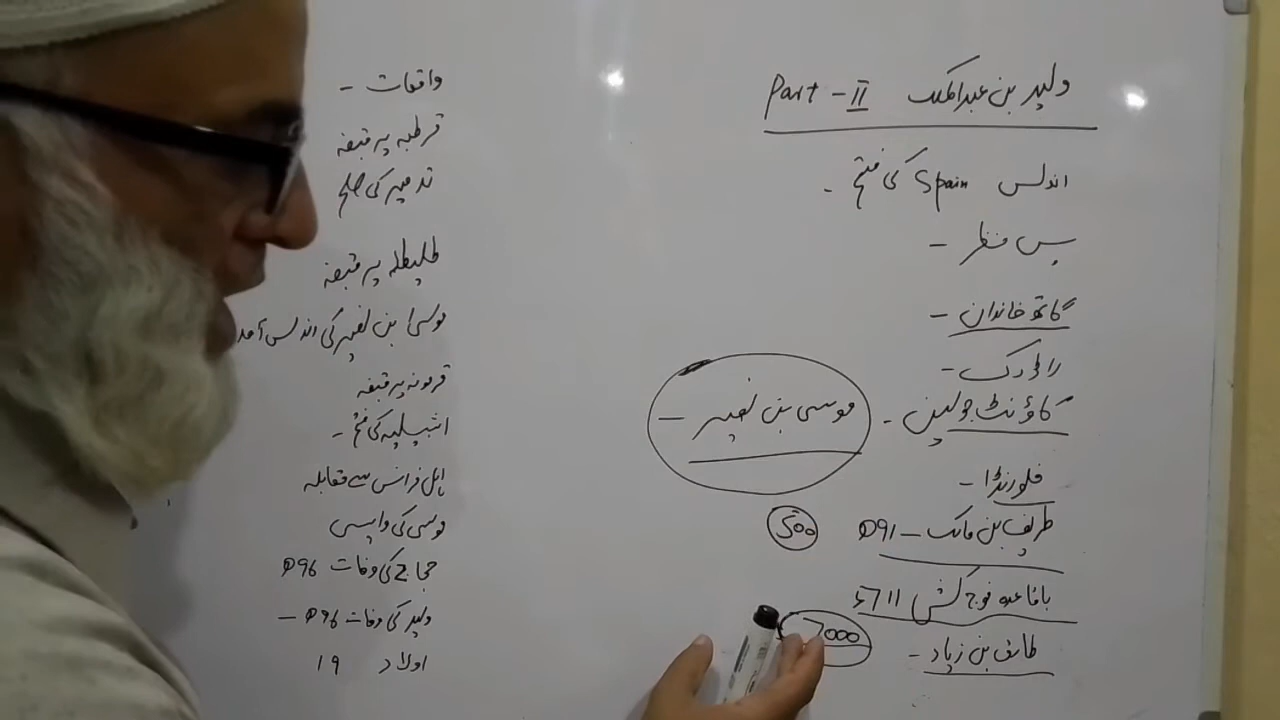 ولید بن عبدالملک Part - II
اندلس Spain کی فتح -
پس منظر -
گاتھ خاندان -
راڈرک -
کاؤنٹ جولین -
موسی بن نصیر -
فلورنڈا -
طریف بن مالک - 91ھ
500
باقاعدہ فوج کشی 711ء
طارق بن زیاد -
7000
واقعات -
قرطبہ پر قبضہ
تدمیر کی صلح
طلیطلہ پر قبضہ
موسیٰ بن نصیر کی اندلس آمد
قرمونہ پر قبضہ
اشبیلیہ کی فتح -
اہل فرانس سے مقابلہ
موسیٰ کی واپسی
حجاج کی وفات 96ھ
ولید کی وفات 96ھ -
اولاد 19